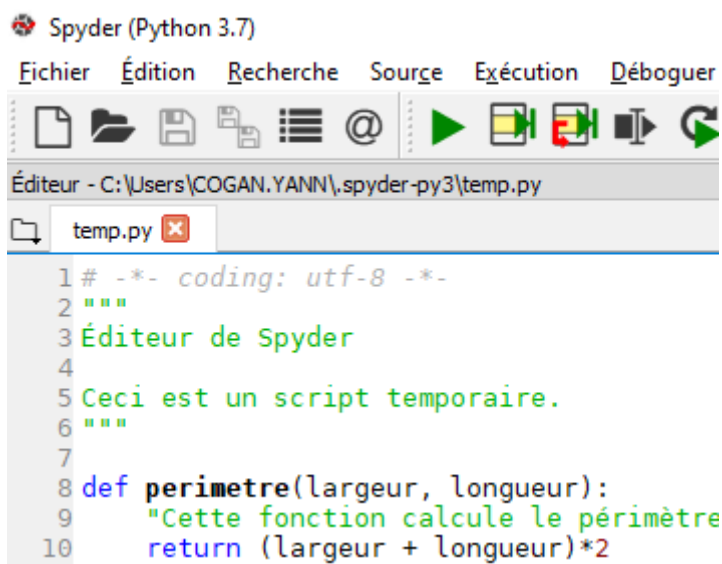 Spyder (Python 3.7)
Fichier Édition Recherche Source Exécution Déboguer
Éditeur - C:\Users\COGAN.YANN\.spyder-py3\temp.py
temp.py
1 # -*- coding: utf-8 -*-
2 """
3 Éditeur de Spyder
4
5 Ceci est un script temporaire.
6 """
7
8 def perimetre(largeur, longueur):
9     "Cette fonction calcule le périmètre
10     return (largeur + longueur)*2